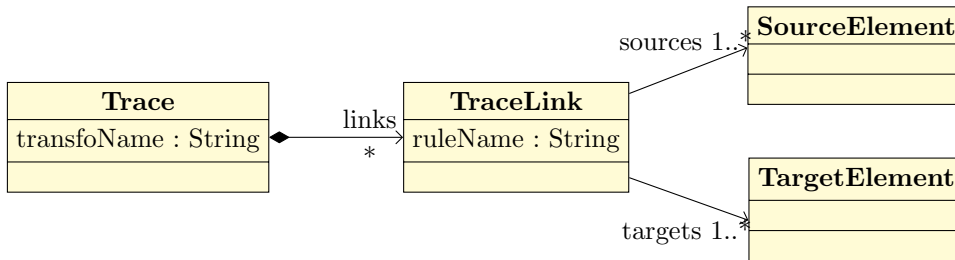 SourceElement
sources 1..*
Trace
transfoName : String
links
*
TraceLink
ruleName : String
TargetElement
targets 1..*